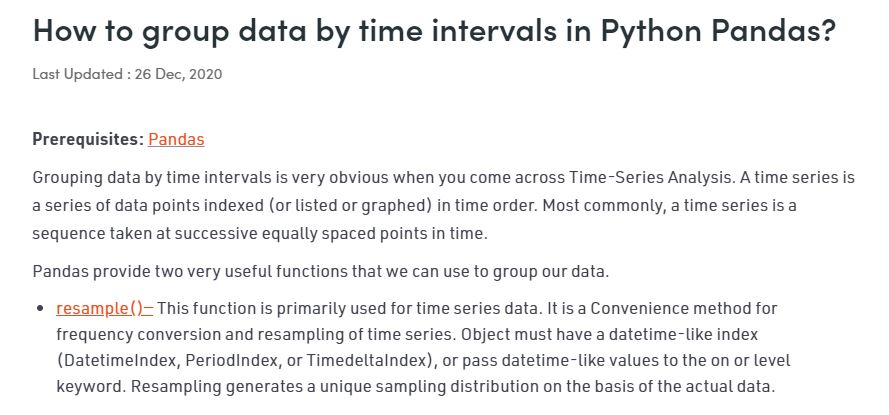 How to group data by time intervals in Python Pandas?
Last Updated : 26 Dec, 2020
Prerequisites: Pandas
Grouping data by time intervals is very obvious when you come across Time-Series Analysis. A time series is
a series of data points indexed (or listed or graphed) in time order. Most commonly, a time series is a
sequence taken at successive equally spaced points in time.
Pandas provide two very useful functions that we can use to group our data.
• resample()— This function is primarily used for time series data. It is a Convenience method for
frequency conversion and resampling of time series. Object must have a datetime-like index
(DatetimeIndex, PeriodIndex, or TimedeltaIndex), or pass datetime-like values to the on or level
keyword. Resampling generates a unique sampling distribution on the basis of the actual data.